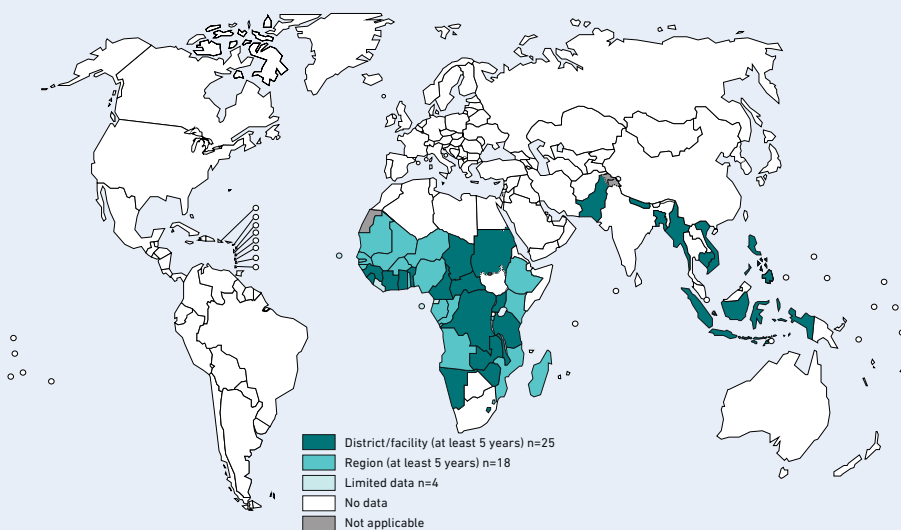 District/facility (at least 5 years) n=25
Region (at least 5 years) n=18
Limited data n=4
No data
Not applicable